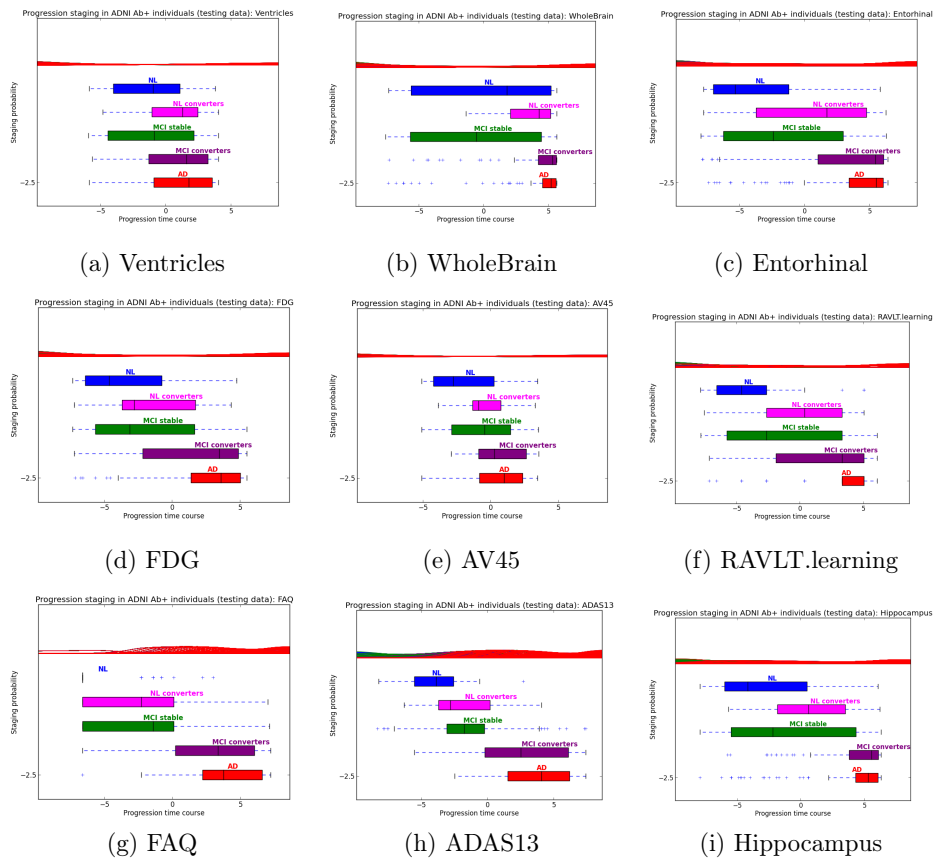 Progression staging in ADNI Ab+ individuals (testing data): Ventricles
Staging probability
NL
NL converters
MCI stable
MCI converters
AD
−2.5
−5 0 5
Progression time course
(a) Ventricles
Progression staging in ADNI Ab+ individuals (testing data): WholeBrain
Staging probability
NL
NL converters
MCI stable
MCI converters
AD
−2.5
−5 0 5
Progression time course
(b) WholeBrain
Progression staging in ADNI Ab+ individuals (testing data): Entorhinal
Staging probability
NL
NL converters
MCI stable
MCI converters
AD
−2.5
−5 0 5
Progression time course
(c) Entorhinal
Progression staging in ADNI Ab+ individuals (testing data): FDG
Staging probability
NL
NL converters
MCI stable
MCI converters
AD
−2.5
−5 0 5
Progression time course
(d) FDG
Progression staging in ADNI Ab+ individuals (testing data): AV45
Staging probability
NL
NL converters
MCI stable
MCI converters
AD
−2.5
−5 0 5
Progression time course
(e) AV45
Progression staging in ADNI Ab+ individuals (testing data): RAVLT.learning
Staging probability
NL
NL converters
MCI stable
MCI converters
AD
−2.5
−5 0 5
Progression time course
(f) RAVLT.learning
Progression staging in ADNI Ab+ individuals (testing data): FAQ
Staging probability
NL
NL converters
MCI stable
MCI converters
AD
−2.5
−5 0 5
Progression time course
(g) FAQ
Progression staging in ADNI Ab+ individuals (testing data): ADAS13
Staging probability
NL
NL converters
MCI stable
MCI converters
AD
−2.5
−5 0 5
Progression time course
(h) ADAS13
Progression staging in ADNI Ab+ individuals (testing data): Hippocampus
Staging probability
NL
NL converters
MCI stable
MCI converters
AD
−2.5
−5 0 5
Progression time course
(i) Hippocampus